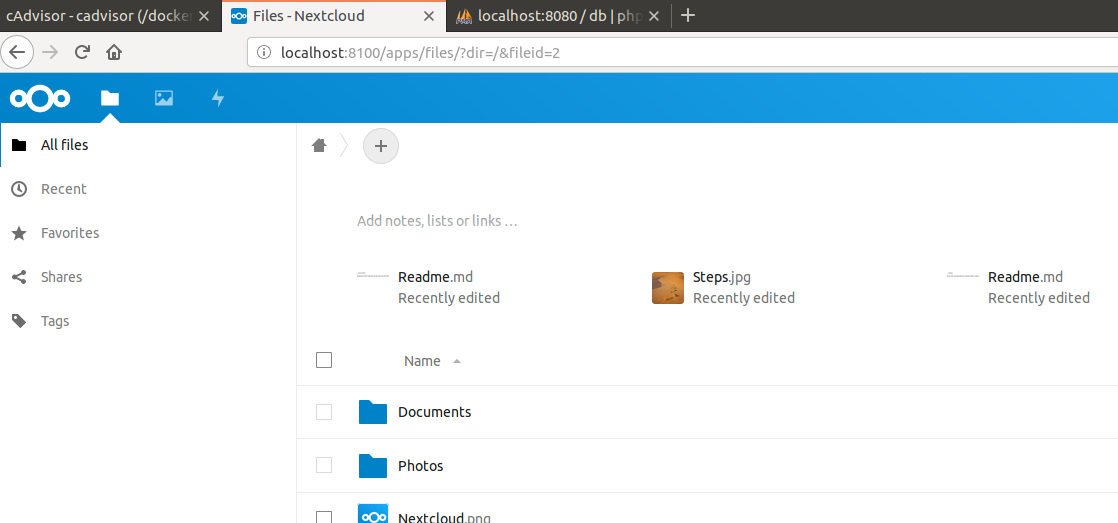 cAdvisor - cadvisor (/docke
Files - Nextcloud
localhost:8080 / db | php
localhost:8100/apps/files/?dir=/&fileid=2
All files
Recent
Favorites
Shares
Tags
Add notes, lists or links ...
Readme.md
Recently edited
Steps.jpg
Recently edited
Readme.md
Recently edited
Name
Documents
Photos
Nextcloud.png